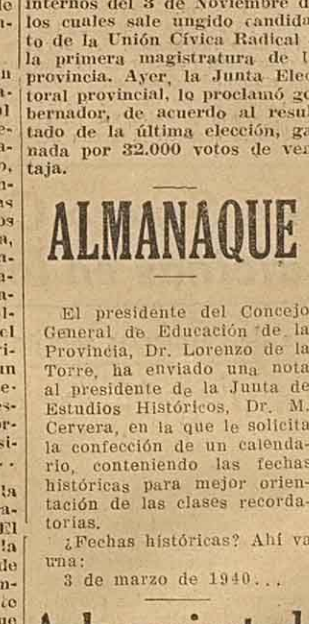 internos del 3 de Noviembre d
los cuales sale ungido candida
to de la Unión Cívica Radical
la primera magistratura de l
provincia. Ayer, la Junta Elec
toral provincial, lo proclamó go
bernador, de acuerdo al resul
tado de la última elección, ga
nada por 32.000 votos de ven
taja.
ALMANAQUE
El presidente del Concejo
General de Educación de la
Provincia, Dr. Lorenzo de la
Torre, ha enviado una nota
al presidente de la Junta de
Estudios Históricos, Dr. M.
Cervera, en la que le solicita
la confección de un calenda-
rio, conteniendo las fechas
históricas para mejor orien-
tación de las clases recorda-
torias.
¿Fechas históricas? Ahí va
una:
3 de marzo de 1940...